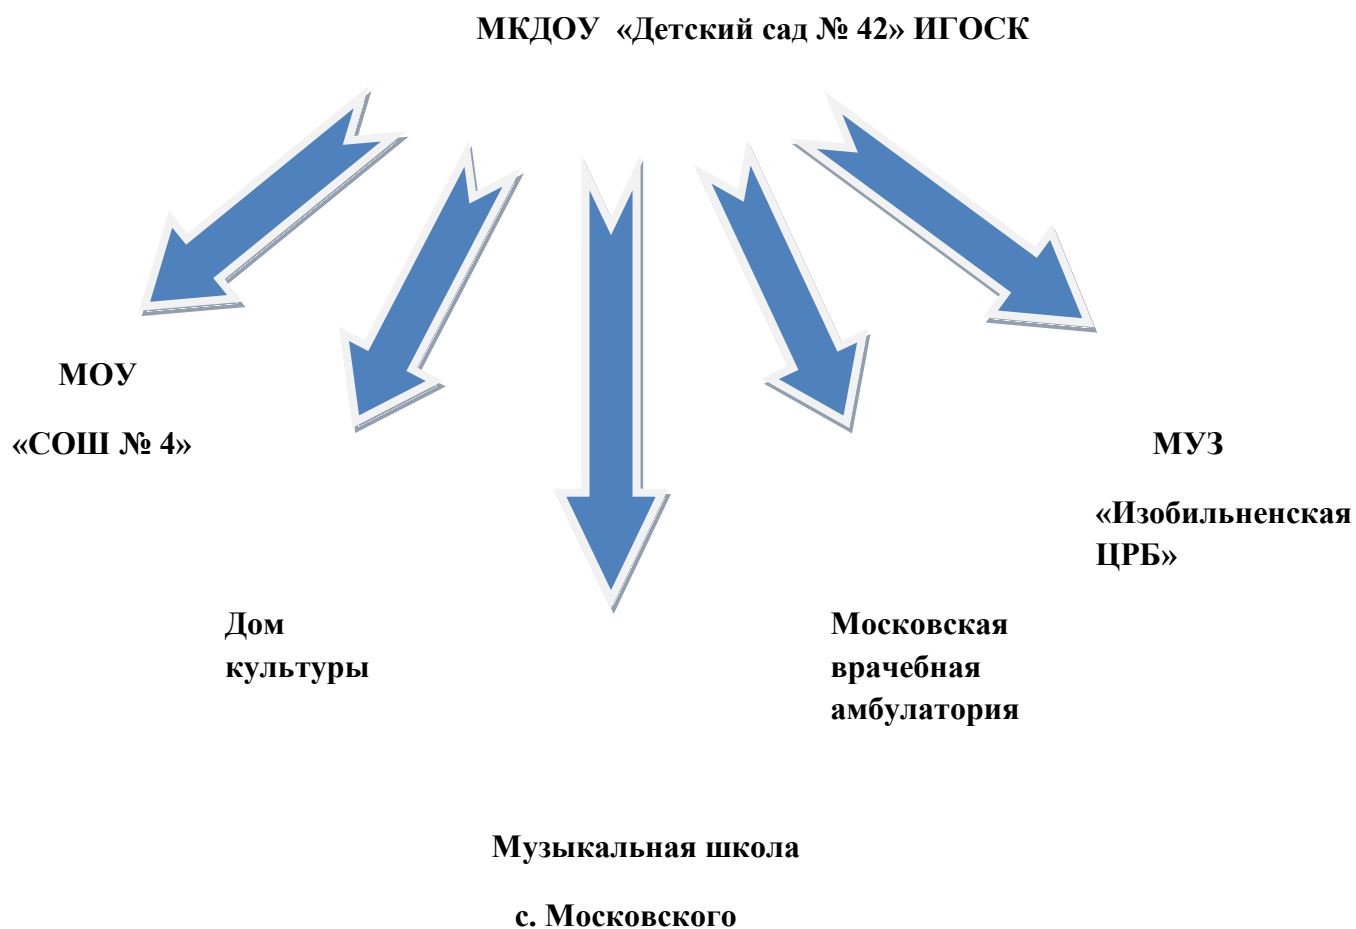 МКДОУ «Детский сад № 42» ИГОСК
МОУ
«СОШ № 4»
МУЗ
«Изобильненская
ЦРБ»
Дом
культуры
Московская
врачебная
амбулатория
Музыкальная школа
с. Московского